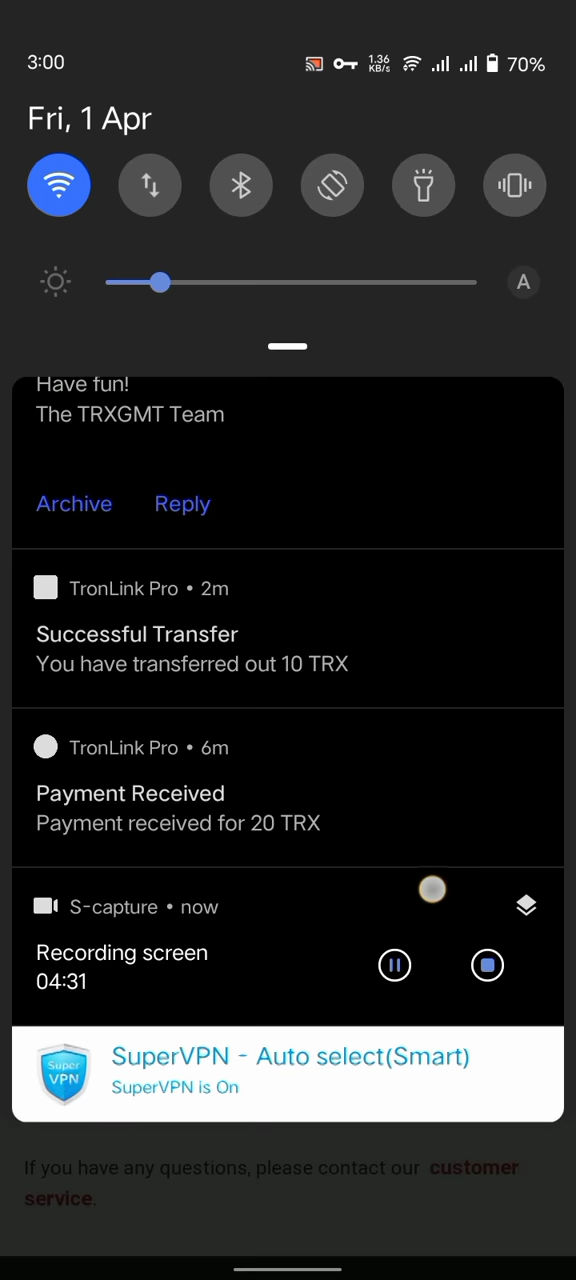 3:00
1.36
KB/s
70%
Fri, 1 Apr
A
Have fun!
The TRXGMT Team
Archive Reply
TronLink Pro • 2m
Successful Transfer
You have transferred out 10 TRX
TronLink Pro • 6m
Payment Received
Payment received for 20 TRX
S-capture • now
Recording screen
04:31
Super
VPN
SuperVPN - Auto select(Smart)
SuperVPN is On
If you have any questions, please contact our customer
service.